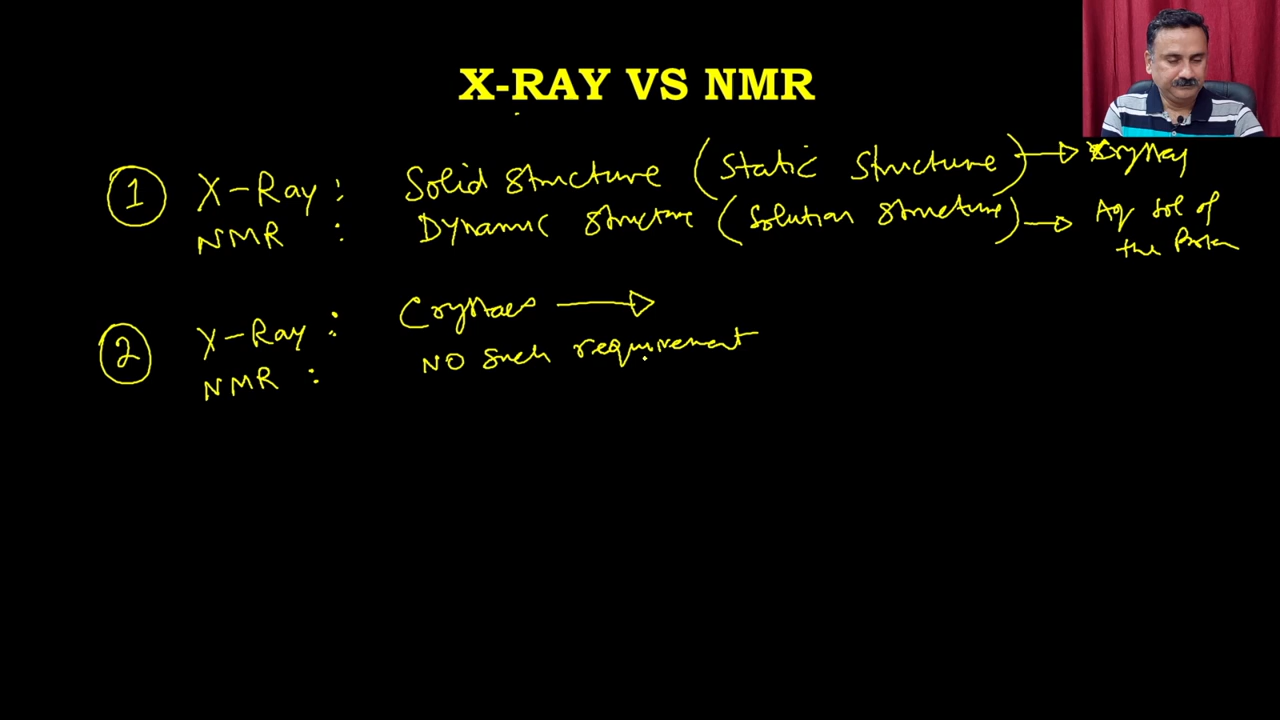 X-RAY VS NMR
1 X-Ray : Solid Structure (Static Structure) → Crystal
NMR : Dynamic Structure (Solution Structure) → Aq Sol of
the Protein
2 X-Ray : Crystals →
NMR : NO Such requirement